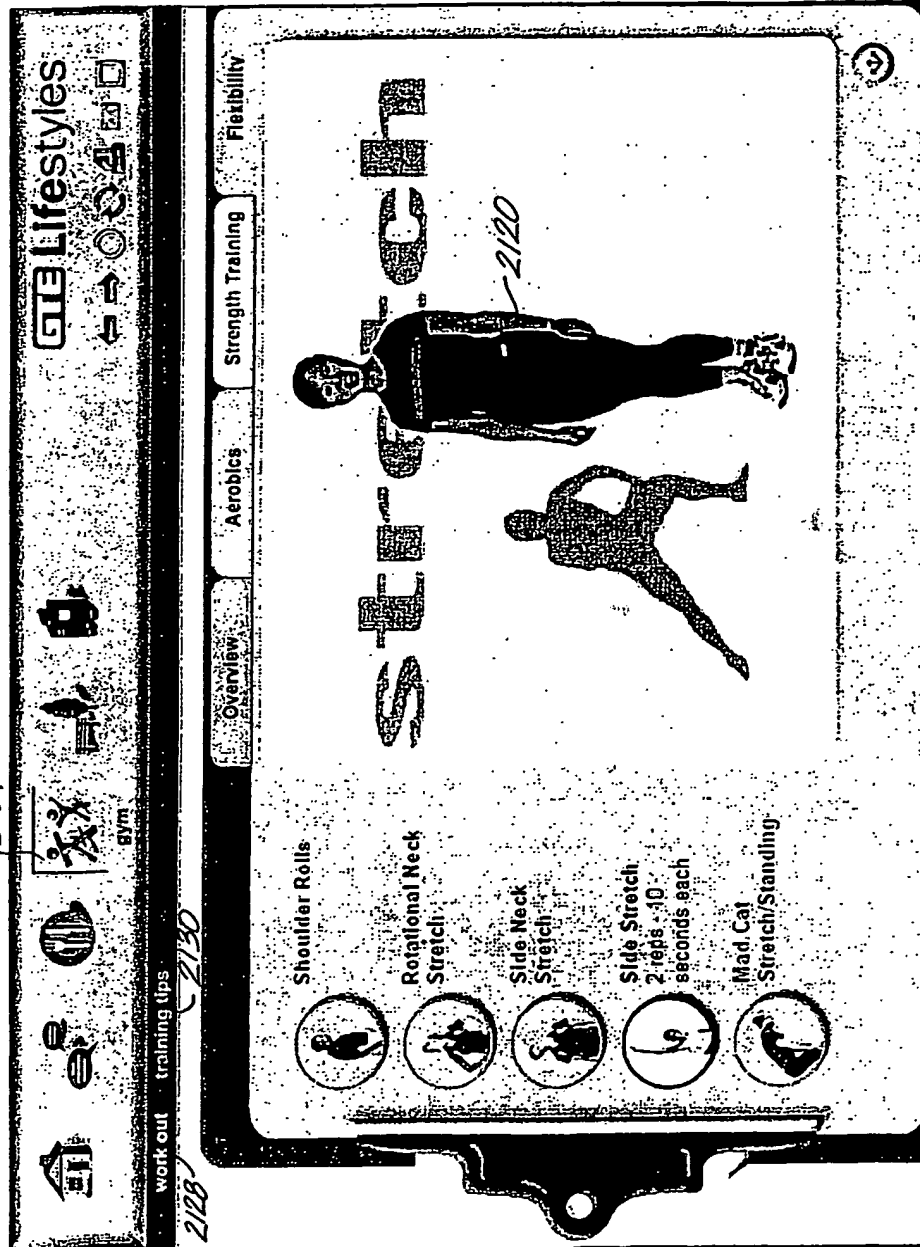 GTE Lifestyles
gym
work out training tips
2128
2130
Overview
Aerobics
Strength Training
Flexibility
Shoulder Rolls
Rotational Neck
Stretch
Side Neck
Stretch
Side Stretch
2 reps - 10
seconds each
Mad Cat
Stretch/Standing
stretch
2120